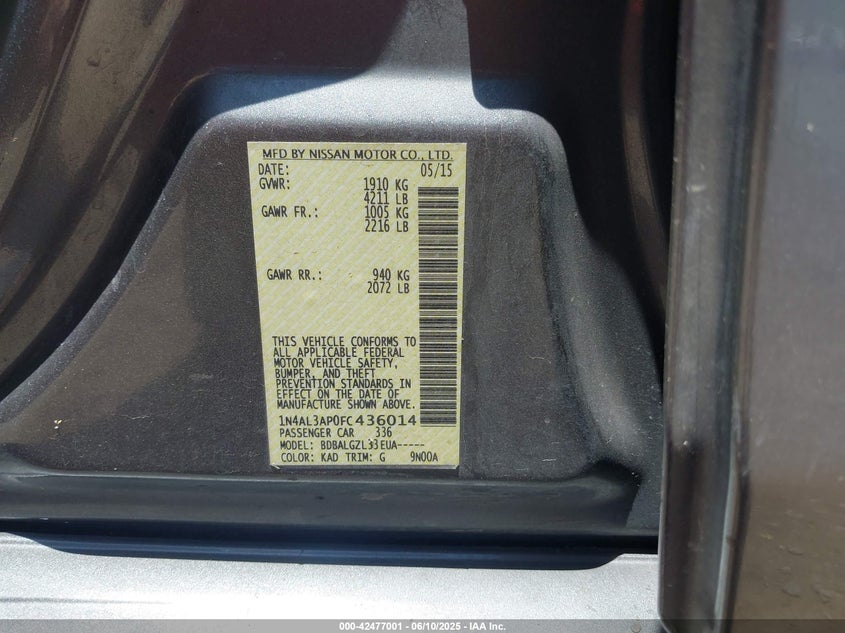 MFD BY NISSAN MOTOR CO., LTD.
DATE: 05/15
GVWR: 1910 KG
4211 LB
GAWR FR.: 1005 KG
2216 LB
GAWR RR.: 940 KG
2072 LB
THIS VEHICLE CONFORMS TO
ALL APPLICABLE FEDERAL
MOTOR VEHICLE SAFETY,
BUMPER, AND THEFT
PREVENTION STANDARDS IN
EFFECT ON THE DATE OF
MANUFACTURE SHOWN ABOVE.
1N4AL3AP0FC436014
PASSENGER CAR 336
MODEL: BDBALGZL33EUA-----
COLOR: KAD TRIM: G 9N00A
000-42477001 - 06/10/2025 - IAA Inc.